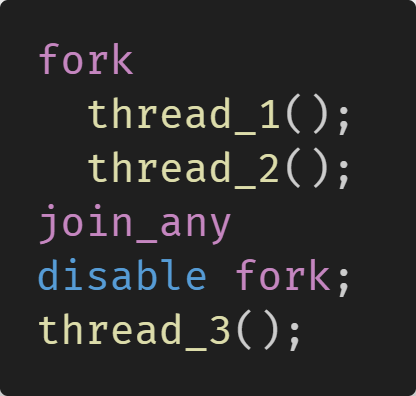 fork
  thread_1();
  thread_2();
join_any
disable fork;
thread_3();